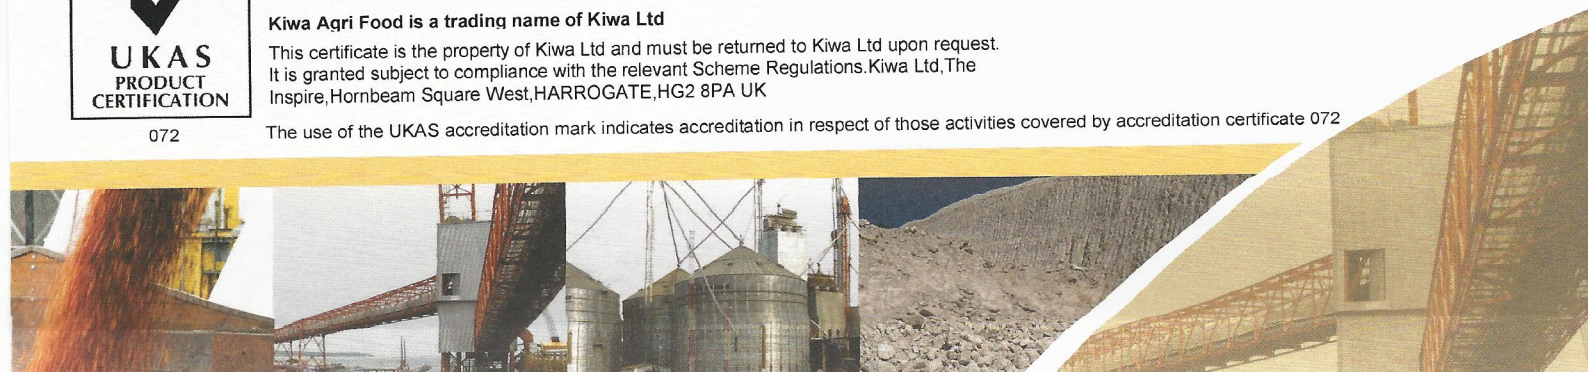 UKAS
PRODUCT
CERTIFICATION
072
Kiwa Agri Food is a trading name of Kiwa Ltd
This certificate is the property of Kiwa Ltd and must be returned to Kiwa Ltd upon request.
It is granted subject to compliance with the relevant Scheme Regulations.Kiwa Ltd,The
Inspire,Hornbeam Square West,HARROGATE,HG2 8PA UK
The use of the UKAS accreditation mark indicates accreditation in respect of those activities covered by accreditation certificate 072